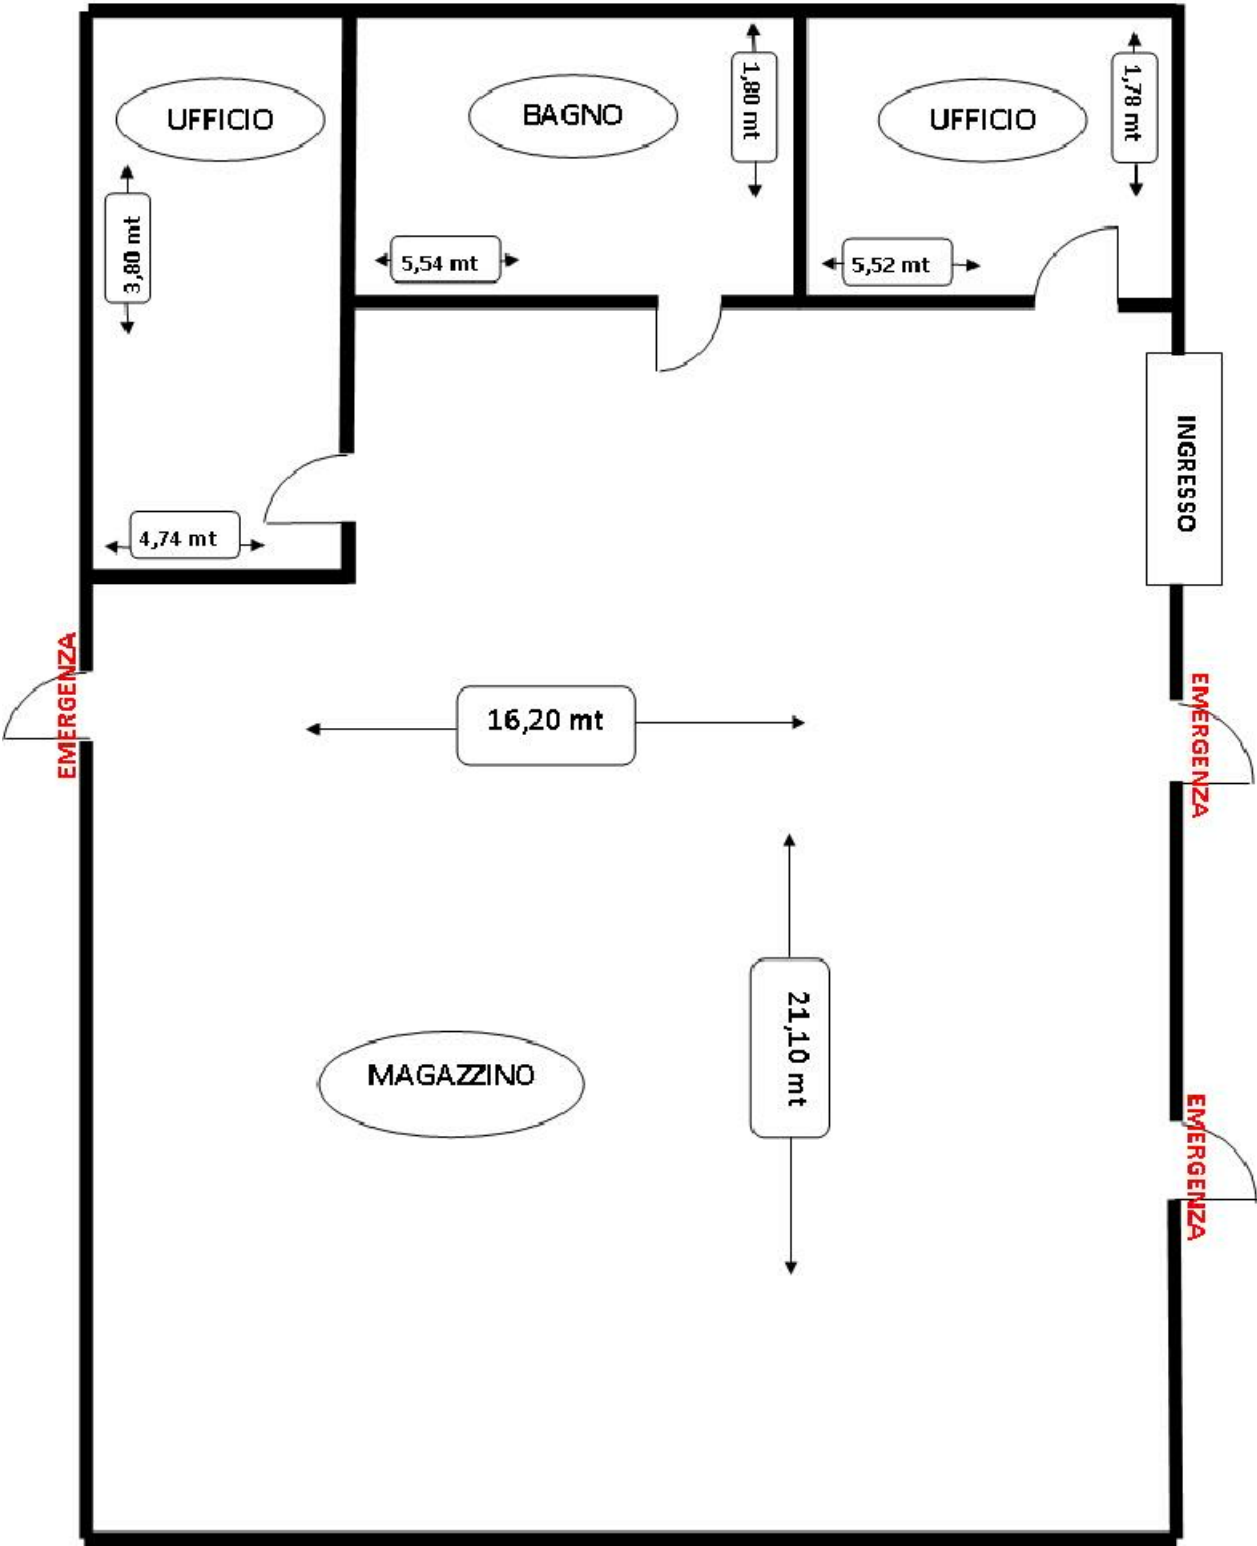 UFFICIO
BAGNO
UFFICIO
1,80 mt
1,78 mt
3,80 mt
5,54 mt
5,52 mt
INGRESSO
4,74 mt
EMERGENZA
16,20 mt
EMERGENZA
21,10 mt
MAGAZZINO
EMERGENZA